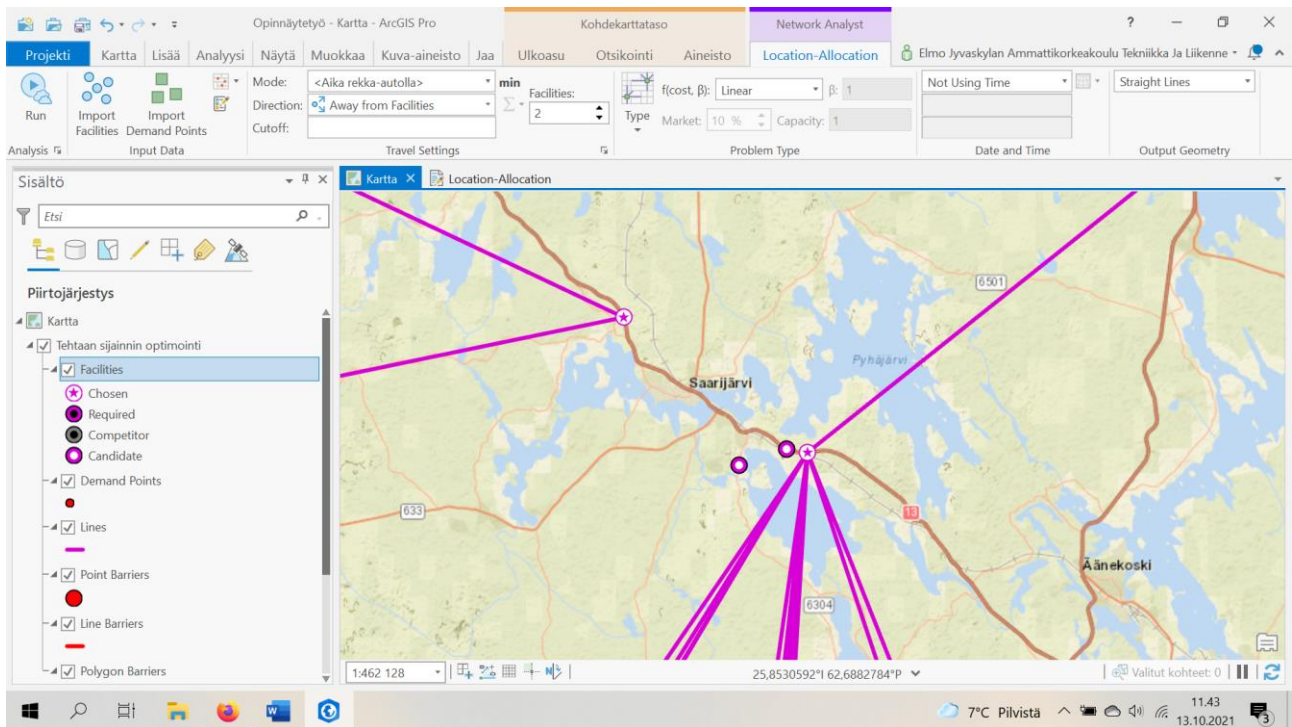 Opinnäytetyö - Kartta - ArcGIS Pro
Kohdekarttataso
Network Analyst
?
Projekti Kartta Lisää Analyysi Näytä Muokkaa Kuva-aineisto Jaa Ulkoasu Otsikointi Aineisto Location-Allocation
Elmo Jyvaskylan Ammattikorkeakoulu Tekniikka Ja Liikenne
Run
Import Facilities
Import Demand Points
Mode: <Aika rekka-autolla>
Direction: Away from Facilities
Cutoff:
min
Facilities:
2
Type
f(cost, β): Linear β: 1
Market: 10 % Capacity: 1
Not Using Time
Straight Lines
Analysis Input Data Travel Settings Problem Type Date and Time Output Geometry
Sisältö
Etsi
Piirtojärjestys
Kartta
Tehtaan sijainnin optimointi
Facilities
Chosen
Required
Competitor
Candidate
Demand Points
Lines
Point Barriers
Line Barriers
Polygon Barriers
Kartta Location-Allocation
6501
Pyhäjärvi
Saarijärvi
633
13
Äänekoski
6304
1:462 128
25,8530592°I 62,6882784°P
Valitut kohteet: 0
7°C Pilvistä
11.43
13.10.2021
3